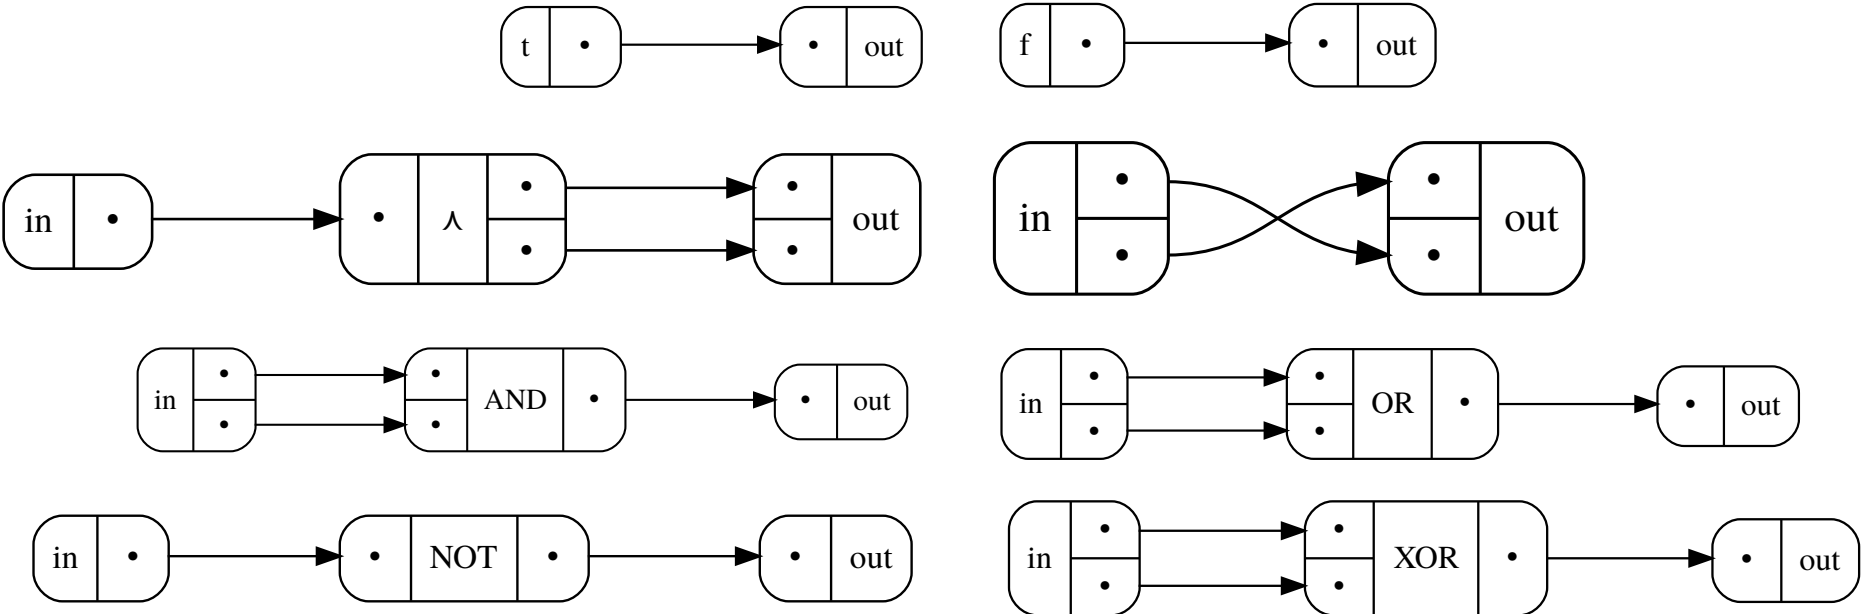 t • • out f • • out
in • • ⋏ • • • • out in • • • • out
in • • • • AND • • out in • • • • OR • • out
in • • NOT • • out in • • • • XOR • • out